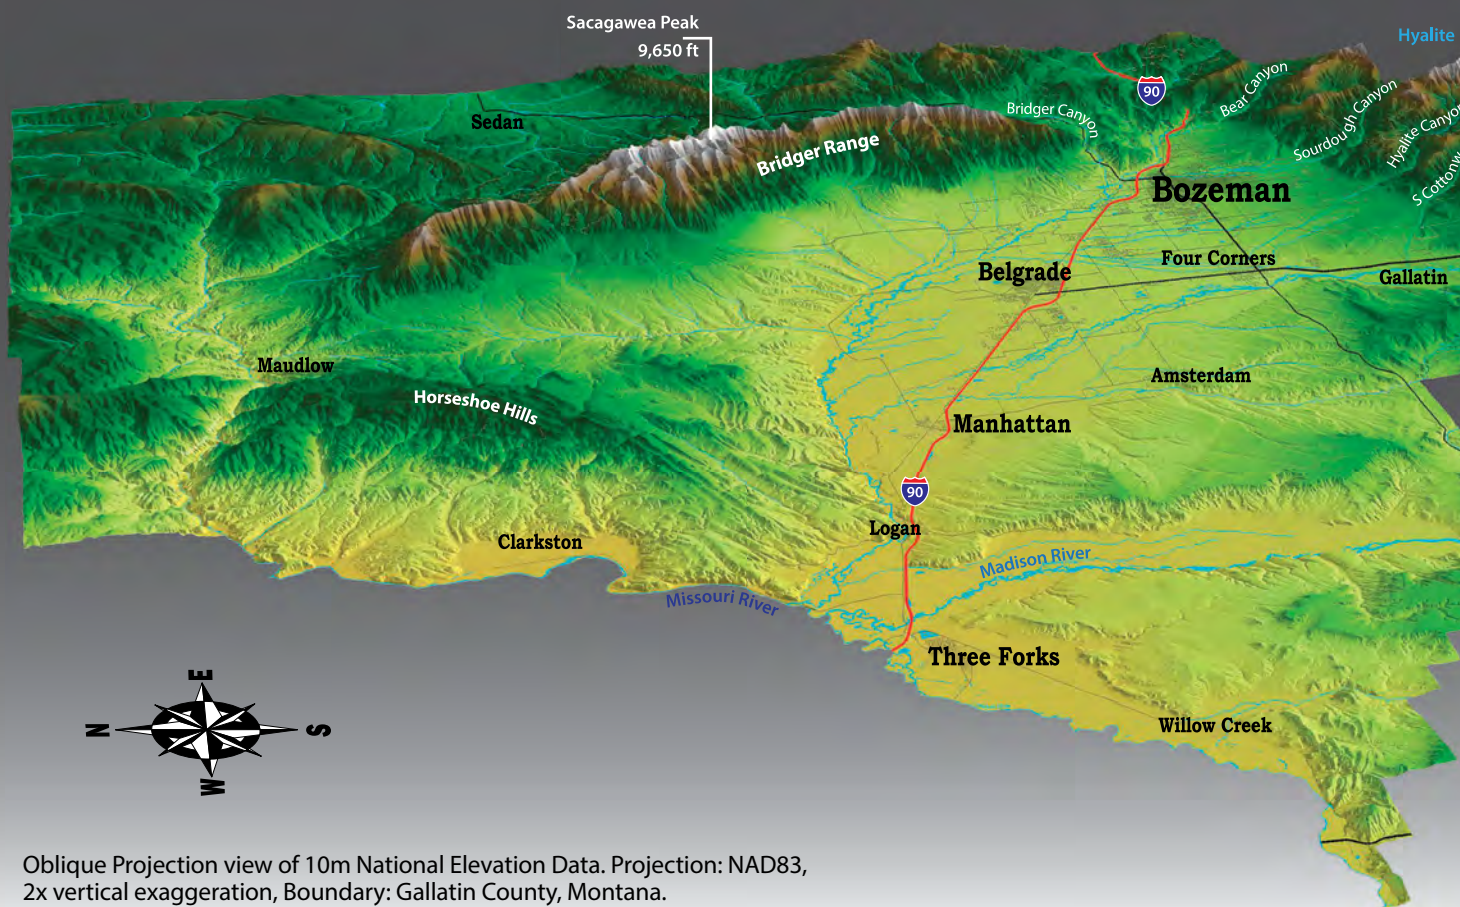 Sacagawea Peak
9,650 ft
Hyalite
90
Bear Canyon
Bridger Canyon
Sourdough Canyon
Hyalite Canyon
Sedan
Bridger Range
Bozeman
Four Corners
Belgrade
Gallatin
Maudlow
Amsterdam
Horseshoe Hills
Manhattan
90
Logan
Clarkston
Madison River
Missouri River
Three Forks
Willow Creek
E
N
S
W
Oblique Projection view of 10m National Elevation Data. Projection: NAD83,
2x vertical exaggeration, Boundary: Gallatin County, Montana.